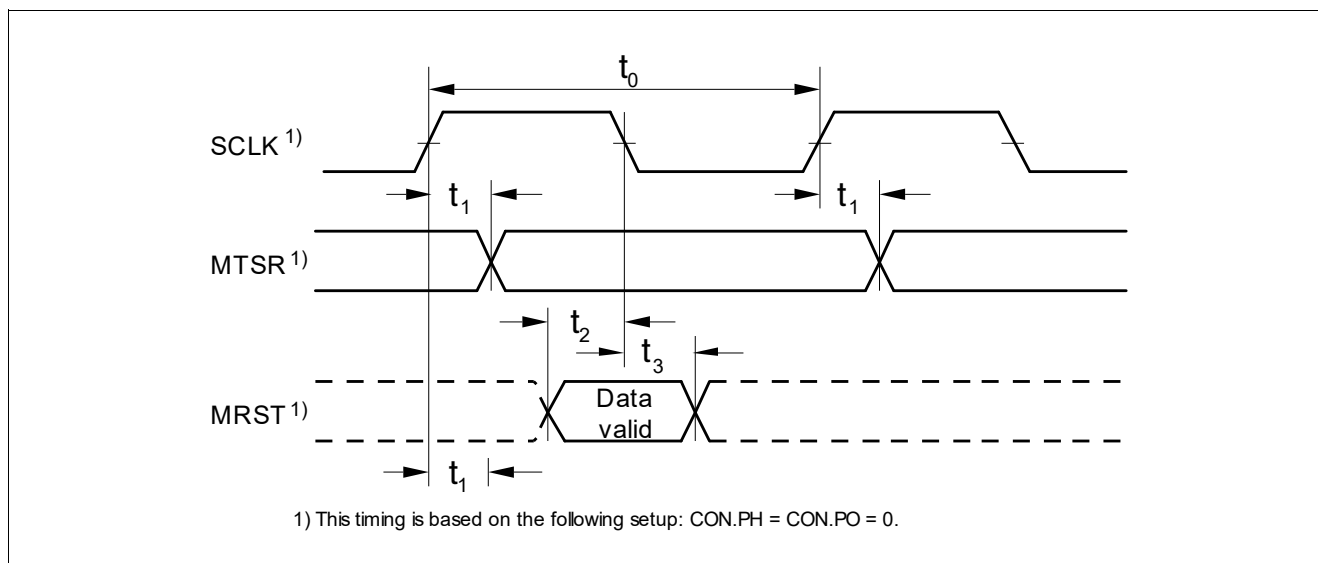 t0
SCLK 1)
t1 t1
MTSR 1)
t2
t3
MRST 1) Data
valid
t1
1) This timing is based on the following setup: CON.PH = CON.PO = 0.